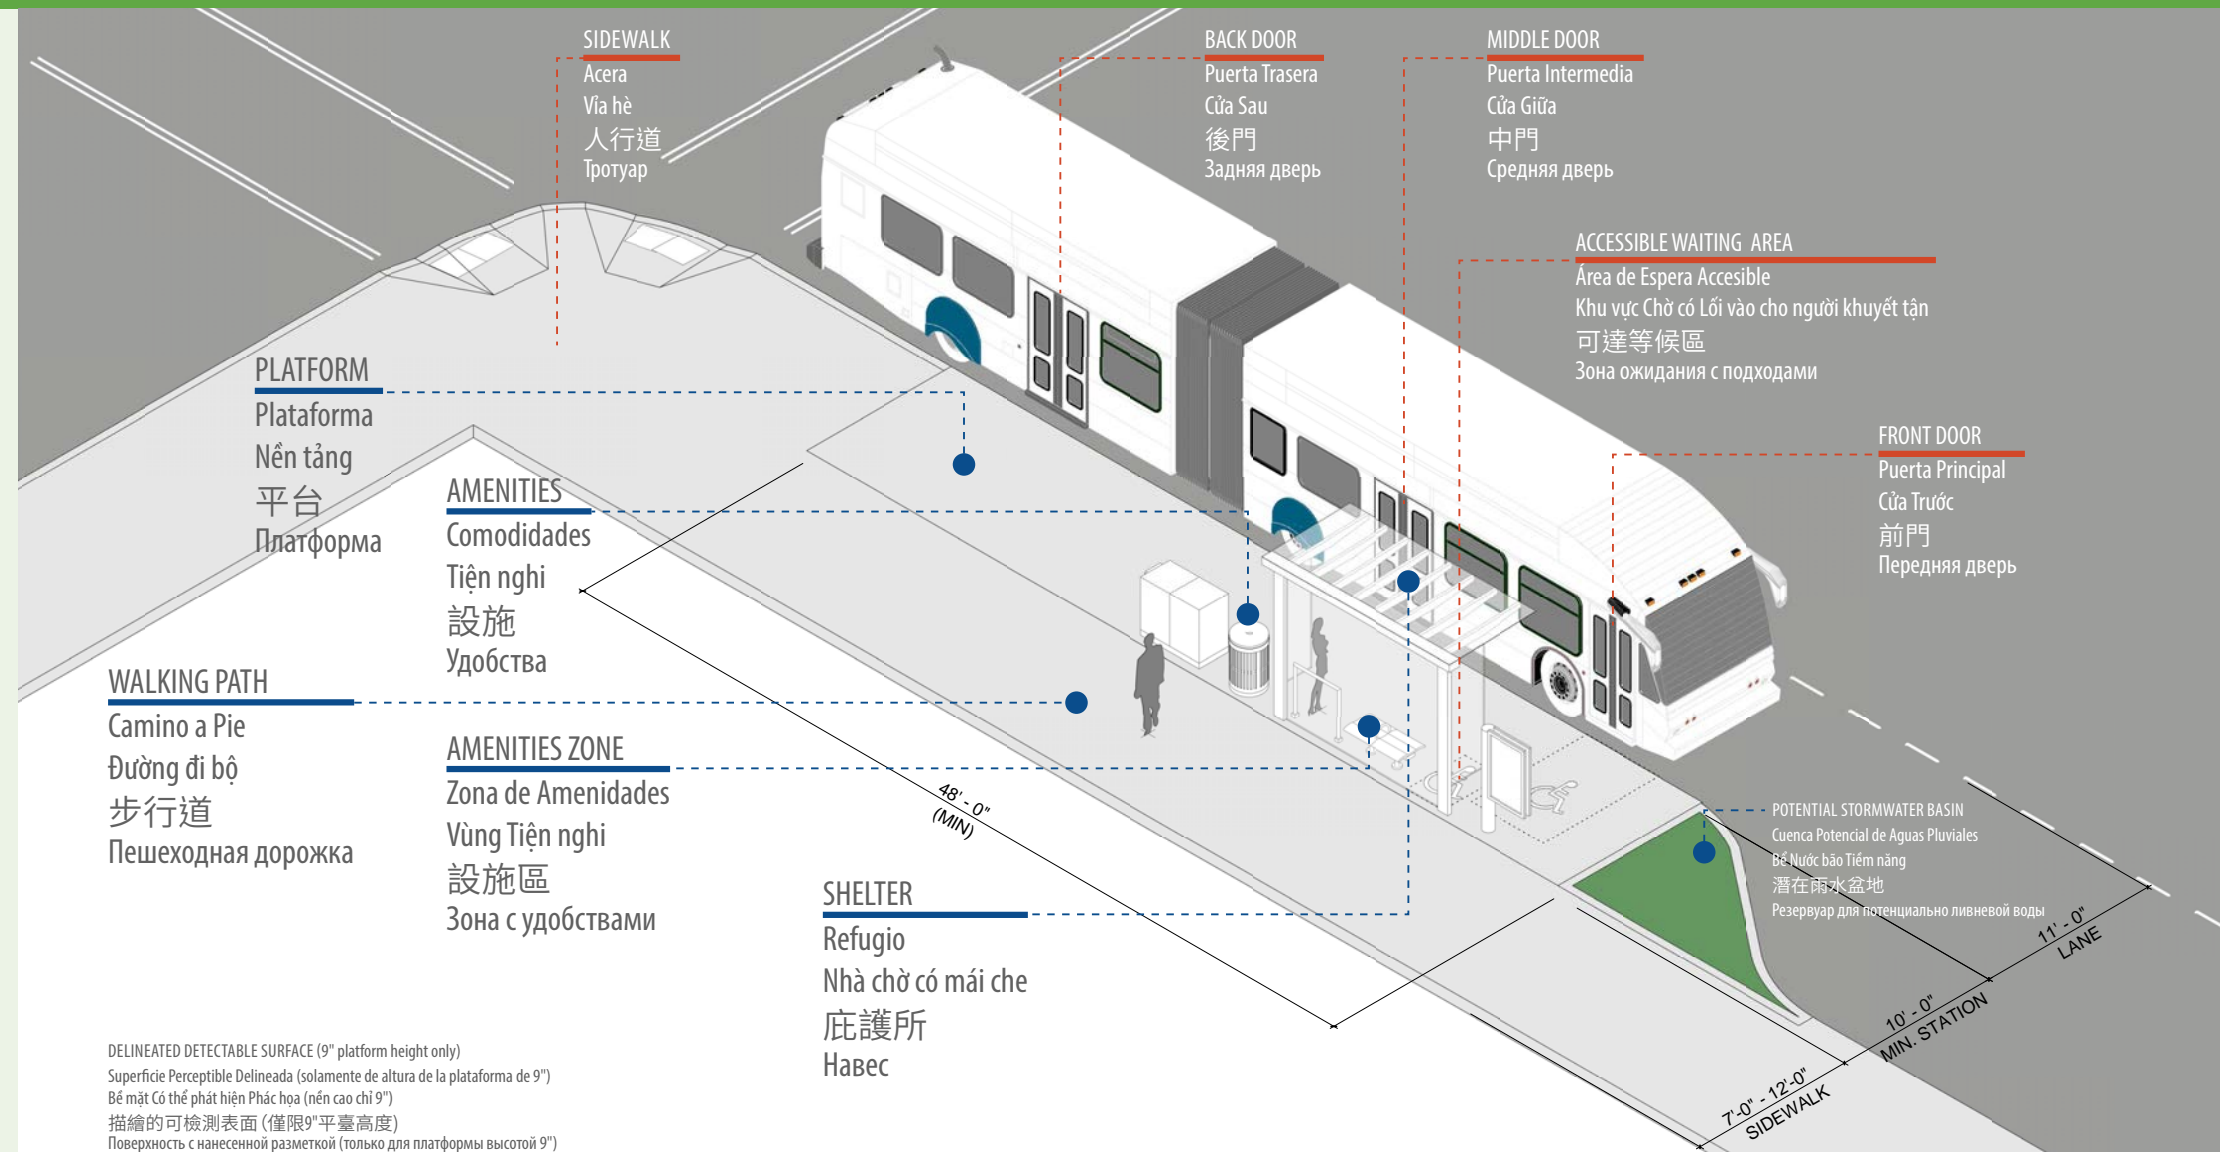 SIDEWALK
Acera
Vỉa hè
人行道
Тротуар
BACK DOOR
Puerta Trasera
Cửa Sau
後門
Задняя дверь
MIDDLE DOOR
Puerta Intermedia
Cửa Giữa
中門
Средняя дверь
ACCESSIBLE WAITING AREA
Área de Espera Accesible
Khu vực Chờ có Lối vào cho người khuyết tận
可達等候區
Зона ожидания с подходами
FRONT DOOR
Puerta Principal
Cửa Trước
前門
Передняя дверь
PLATFORM
Plataforma
Nền tảng
平台
Платформа
AMENITIES
Comodidades
Tiện nghi
設施
Удобства
WALKING PATH
Camino a Pie
Đường đi bộ
步行道
Пешеходная дорожка
AMENITIES ZONE
Zona de Amenidades
Vùng Tiện nghi
設施區
Зона с удобствами
SHELTER
Refugio
Nhà chờ có mái che
庇護所
Навес
POTENTIAL STORMWATER BASIN
Cuenca Potencial de Aguas Pluviales
Bể Nước bão Tiềm năng
潛在雨水盆地
Резервуар для потенциально ливневой воды
48' - 0"
(MIN)
11' - 0"
LANE
10' - 0"
MIN. STATION
7'-0" - 12'-0"
SIDEWALK
DELINEATED DETECTABLE SURFACE (9" platform height only)
Superficie Perceptible Delineada (solamente de altura de la plataforma de 9")
Bề mặt Có thể phát hiện Phác họa (nền cao chỉ 9")
描繪的可檢測表面 (僅限9"平臺高度)
Поверхность с нанесенной разметкой (только для платформы высотой 9")